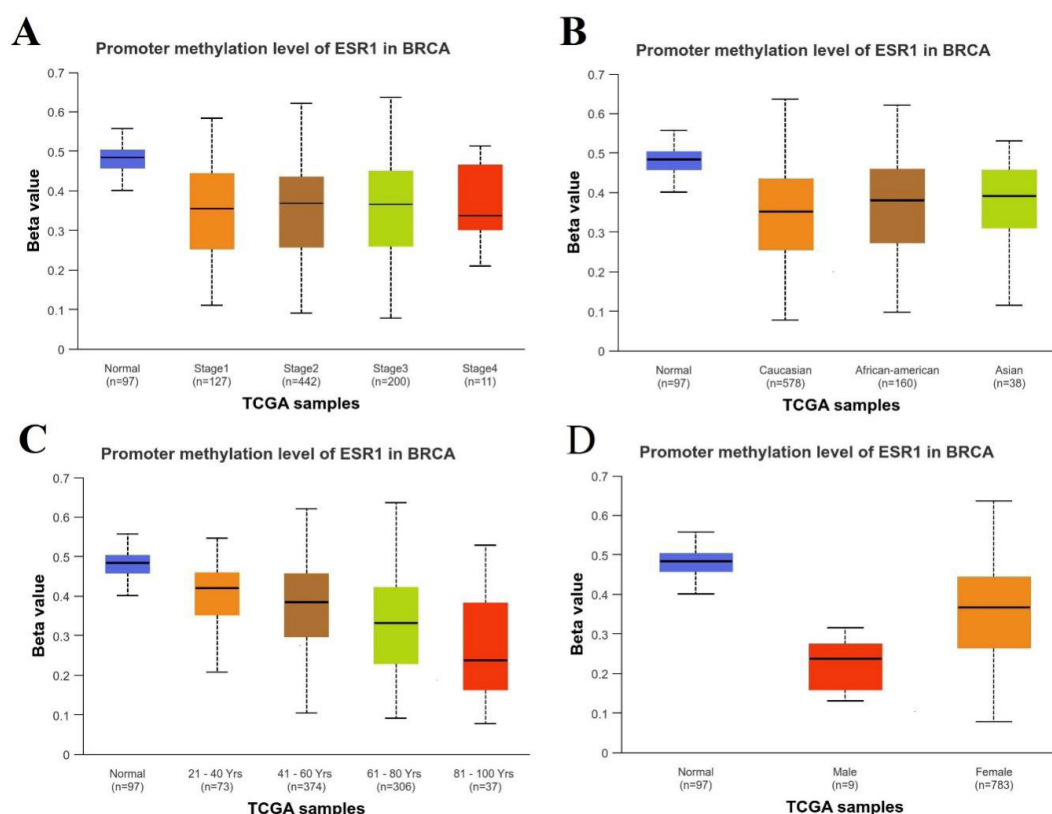 A
Promoter methylation level of ESR1 in BRCA
Beta value
0.7
0.6
0.5
0.4
0.3
0.2
0.1
0
Normal
(n=97)
Stage1
(n=127)
Stage2
(n=442)
Stage3
(n=200)
Stage4
(n=11)
TCGA samples
B
Promoter methylation level of ESR1 in BRCA
Beta value
0.7
0.6
0.5
0.4
0.3
0.2
0.1
0
Normal
(n=97)
Caucasian
(n=578)
African-american
(n=160)
Asian
(n=38)
TCGA samples
C
Promoter methylation level of ESR1 in BRCA
Beta value
0.7
0.6
0.5
0.4
0.3
0.2
0.1
0
Normal
(n=97)
21 - 40 Yrs
(n=73)
41 - 60 Yrs
(n=374)
61 - 80 Yrs
(n=306)
81 - 100 Yrs
(n=37)
TCGA samples
D
Promoter methylation level of ESR1 in BRCA
Beta value
0.7
0.6
0.5
0.4
0.3
0.2
0.1
0
Normal
(n=97)
Male
(n=9)
Female
(n=783)
TCGA samples